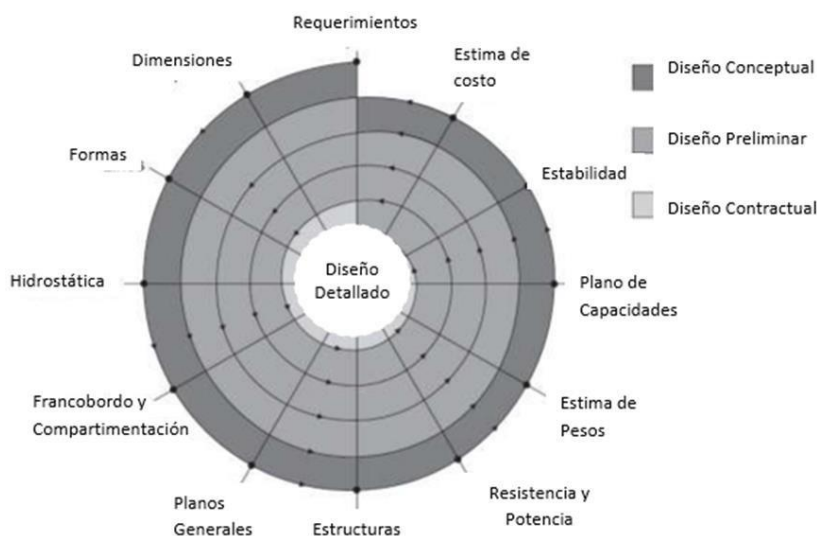 Requerimientos
Estima de
costo
Dimensiones
Diseño Conceptual
Diseño Preliminar
Formas
Estabilidad
Diseño Contractual
Diseño
Detallado
Hidrostática
Plano de
Capacidades
Francobordo y
Compartimentación
Estima de
Pesos
Planos
Generales
Estructuras
Resistencia y
Potencia